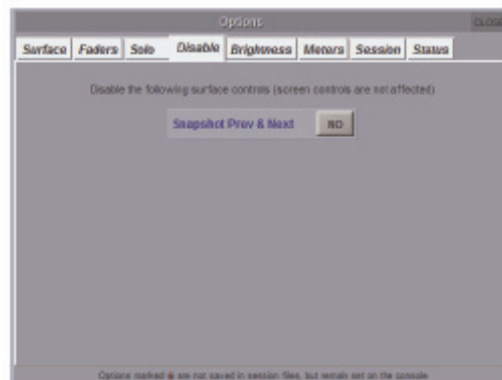 Options
CLOSE
Surface Faders Solo Disable Brightness Meters Session Status
Disable the following surface controls (screen controls are not affected)
Snapshot Prev & Next NO
Options marked are not saved in session files, but remain set on the console